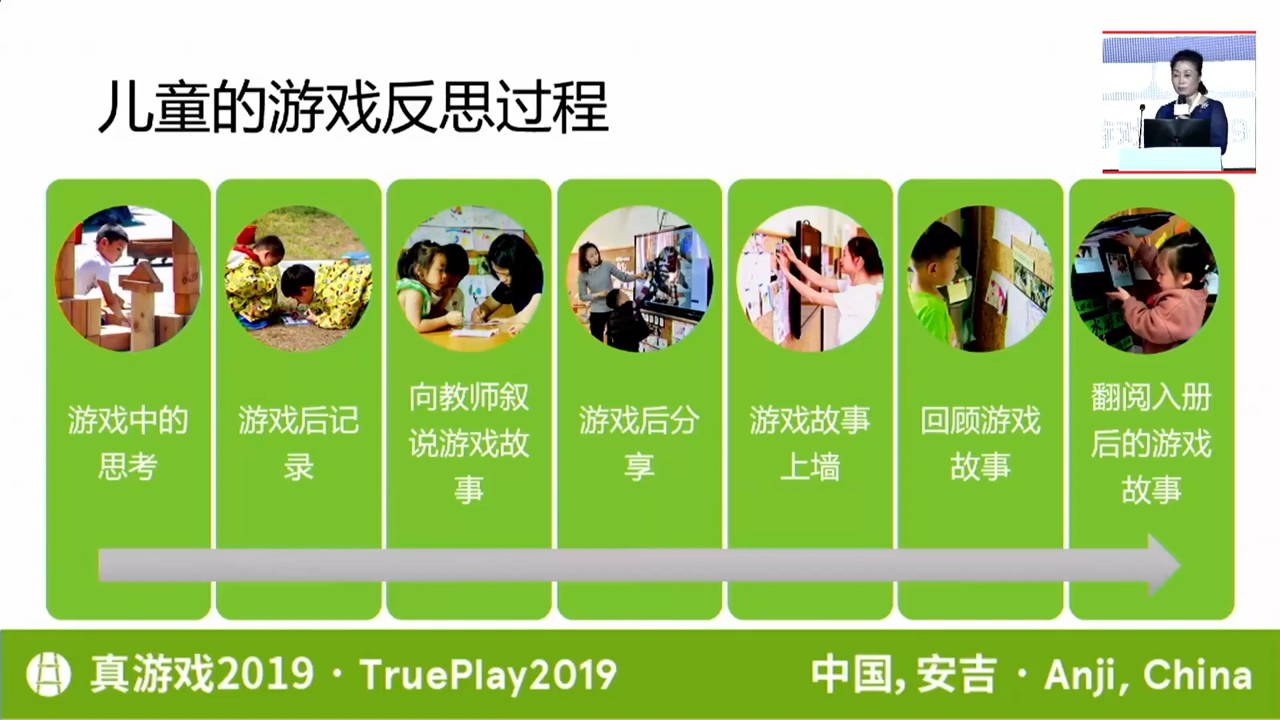 儿童的游戏反思过程
游戏中的
思考
游戏后记
录
向教师叙
说游戏故
事
游戏后分
享
游戏故事
上墙
回顾游戏
故事
翻阅入册
后的游戏
故事
真游戏2019 · TruePlay2019
中国，安吉 · Anji, China